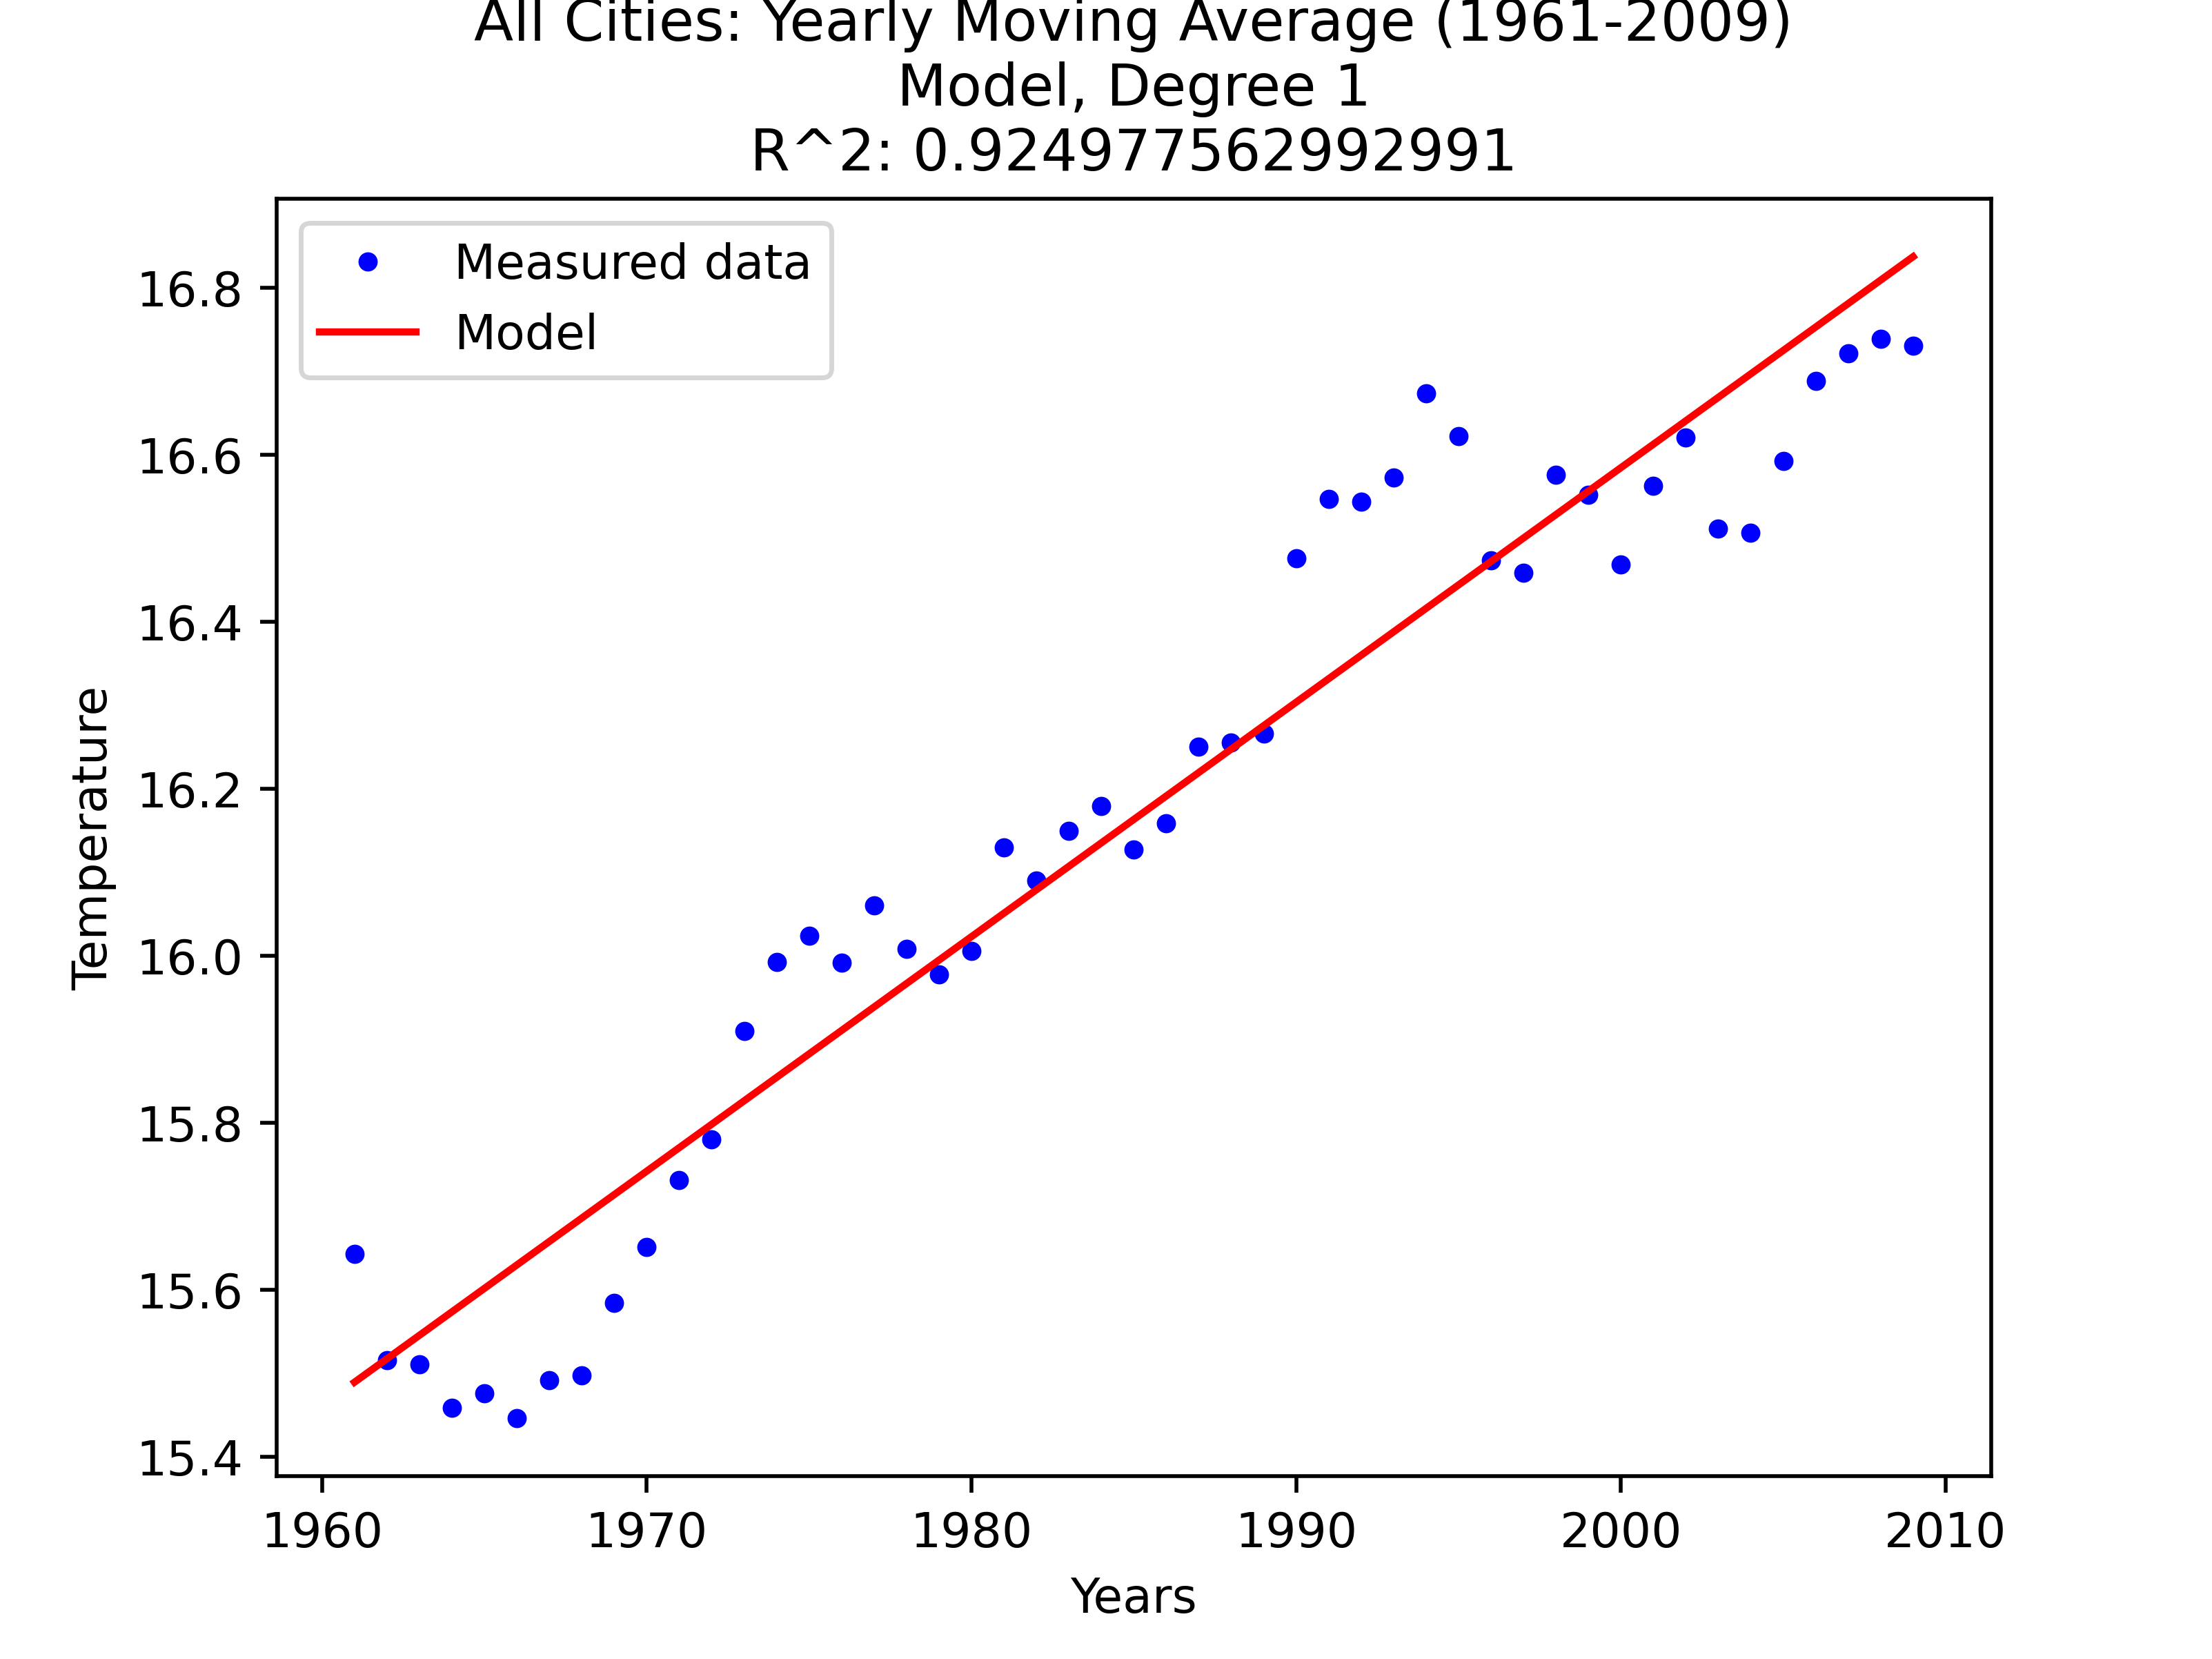 All Cities: Yearly Moving Average (1961-2009)
Model, Degree 1
R^2: 0.9249775562992991
Measured data
Model
16.8
16.6
16.4
16.2
16.0
15.8
15.6
15.4
Temperature
1960 1970 1980 1990 2000 2010
Years